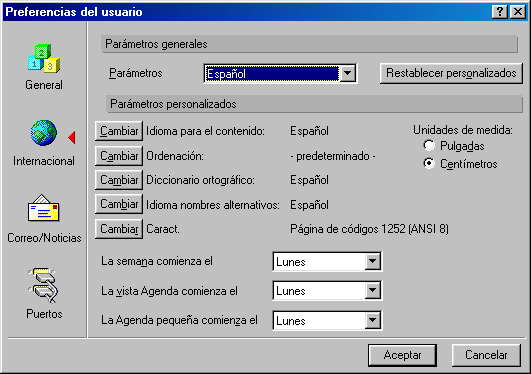 Preferencias del usuario
General
Internacional
Correo/Noticias
Puertos
Parámetros generales
Parámetros Español
Restablecer personalizados
Parámetros personalizados
Cambiar Idioma para el contenido: Español
Cambiar Ordenación: - predeterminado -
Cambiar Diccionario ortográfico: Español
Cambiar Idioma nombres alternativos: Español
Cambiar Caract. Página de códigos 1252 (ANSI 8)
Unidades de medida:
Pulgadas
Centímetros
La semana comienza el Lunes
La vista Agenda comienza el Lunes
La Agenda pequeña comienza el Lunes
Aceptar Cancelar